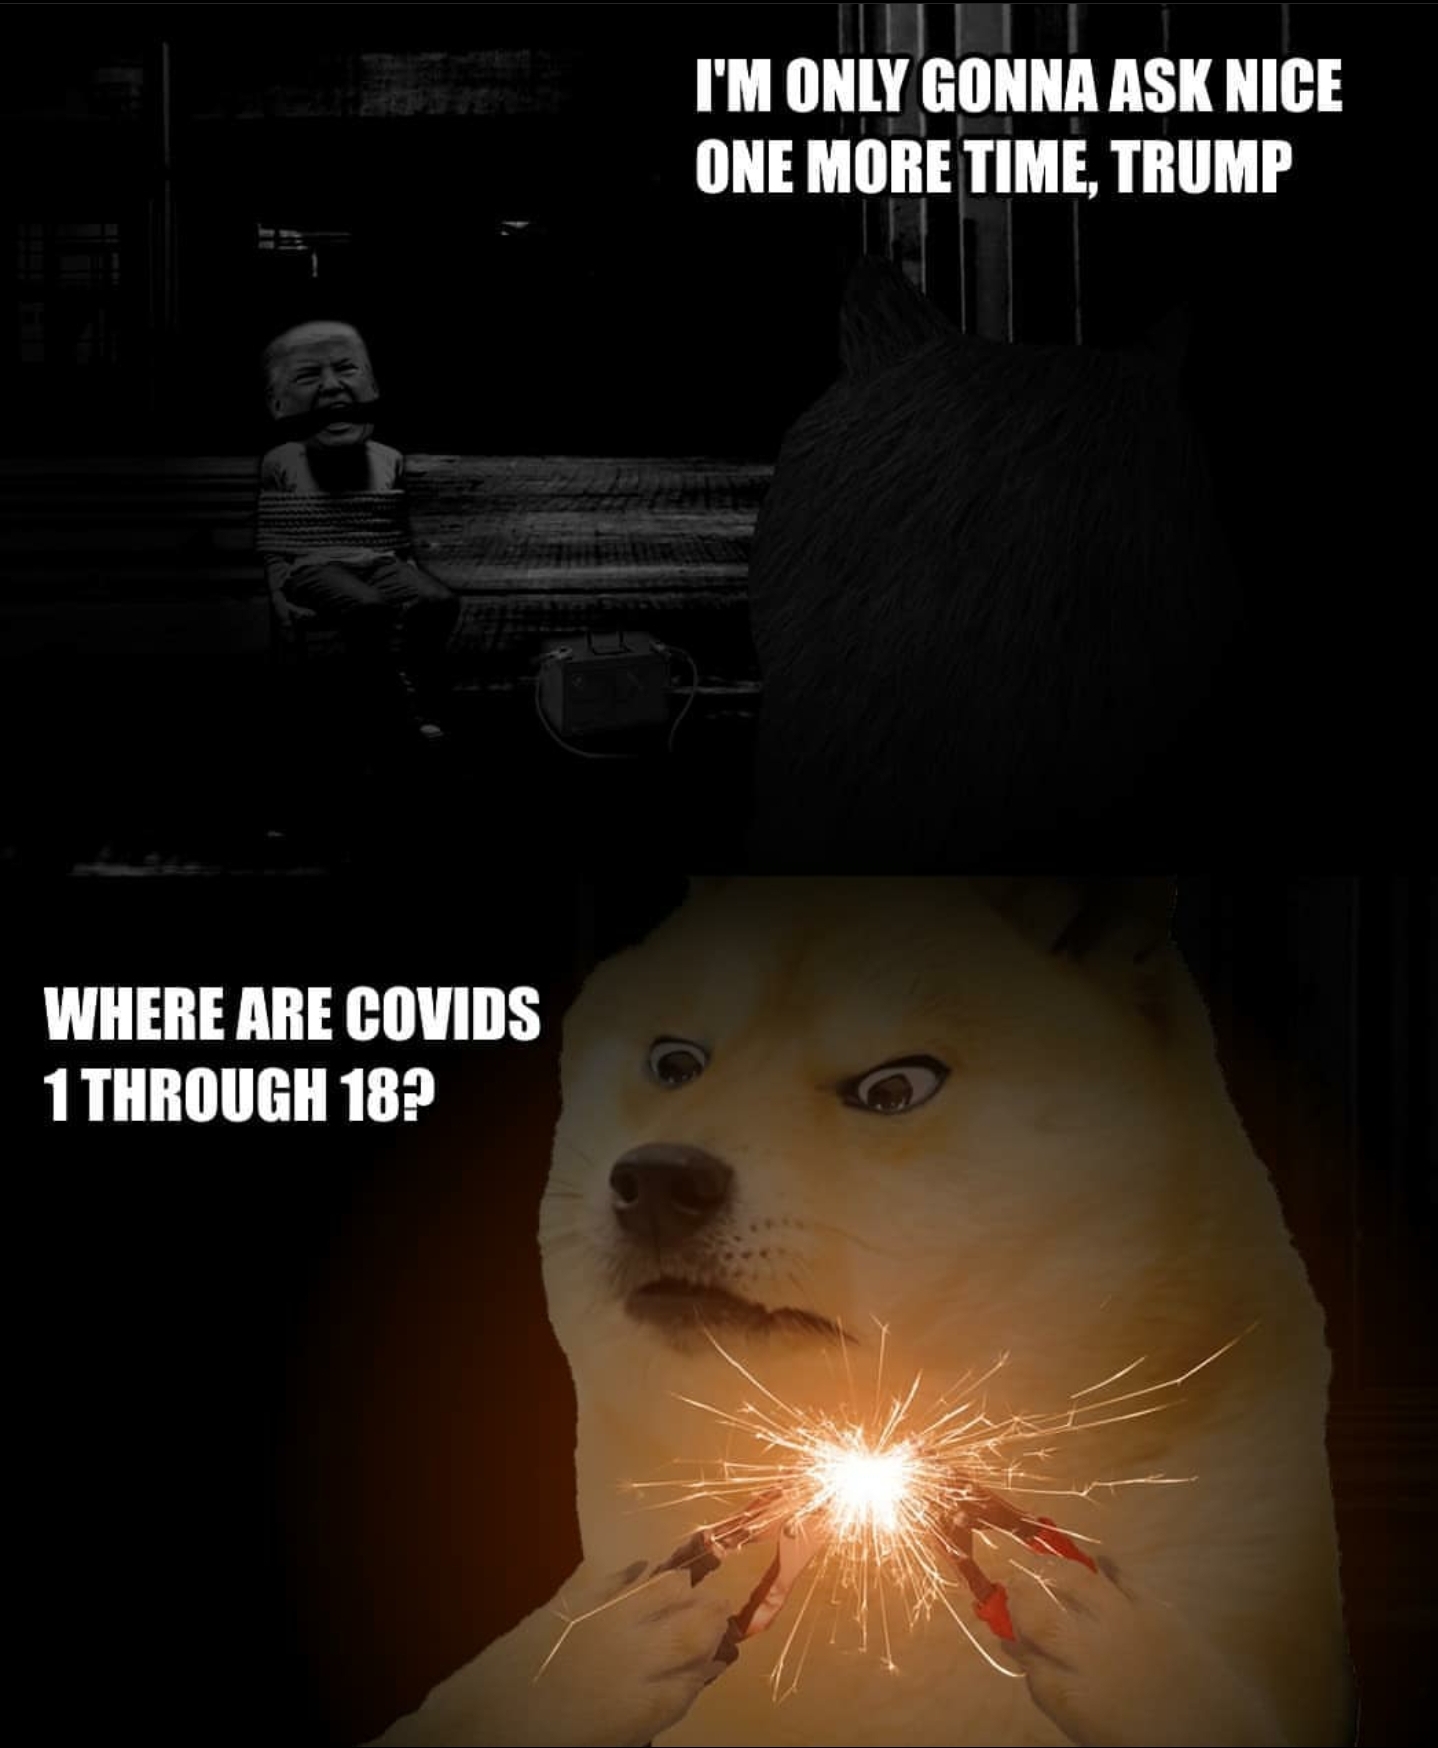 I'M ONLY GONNA ASK NICE
ONE MORE TIME, TRUMP
WHERE ARE COVIDS
1 THROUGH 18?